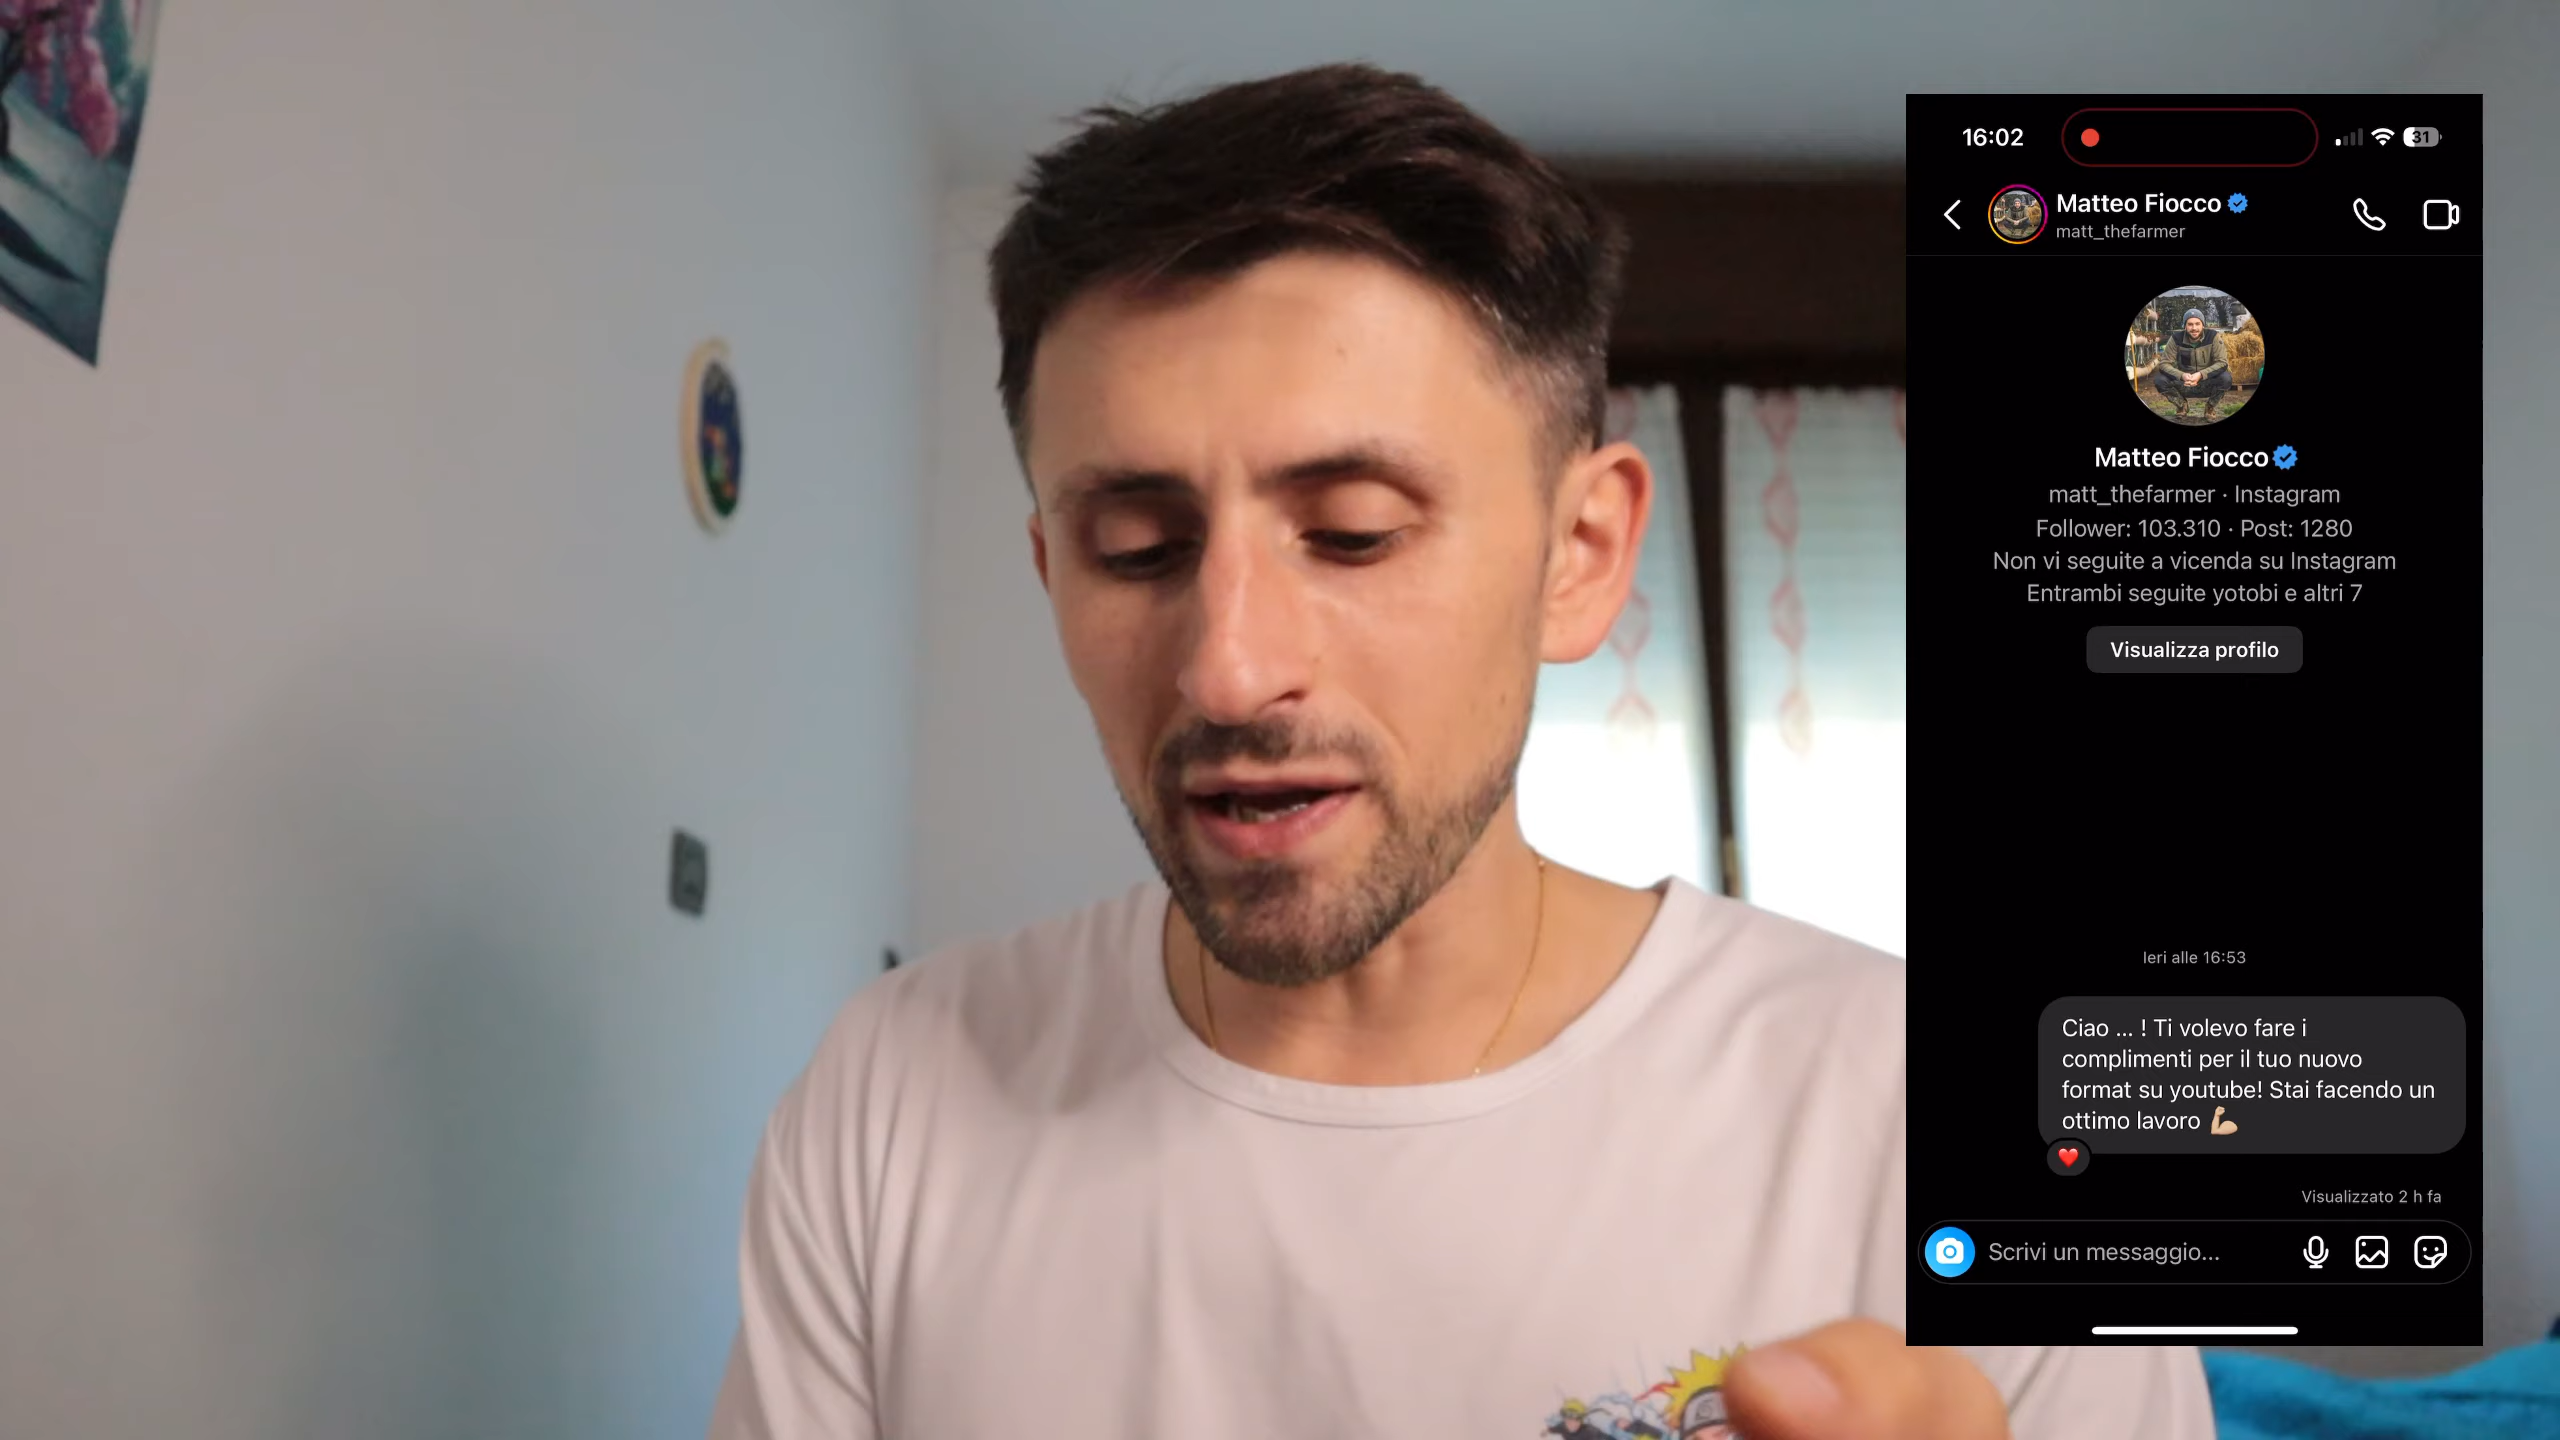 16:02
31
Matteo Fiocco
matt_thefarmer
Matteo Fiocco
matt_thefarmer · Instagram
Follower: 103.310 · Post: 1280
Non vi seguite a vicenda su Instagram
Entrambi seguite yotobi e altri 7
Visualizza profilo
Ieri alle 16:53
Ciao ... ! Ti volevo fare i
complimenti per il tuo nuovo
format su youtube! Stai facendo un
ottimo lavoro 💪🏼
❤️
Visualizzato 2 h fa
Scrivi un messaggio...